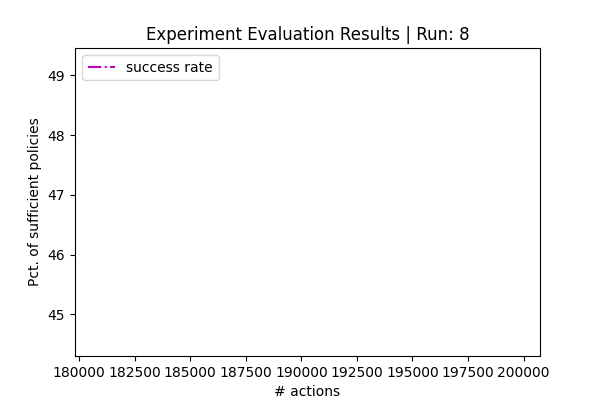 Experiment Evaluation Results | Run: 8
success rate
Pct. of sufficient policies
49
48
47
46
45
180000 182500 185000 187500 190000 192500 195000 197500 200000
# actions